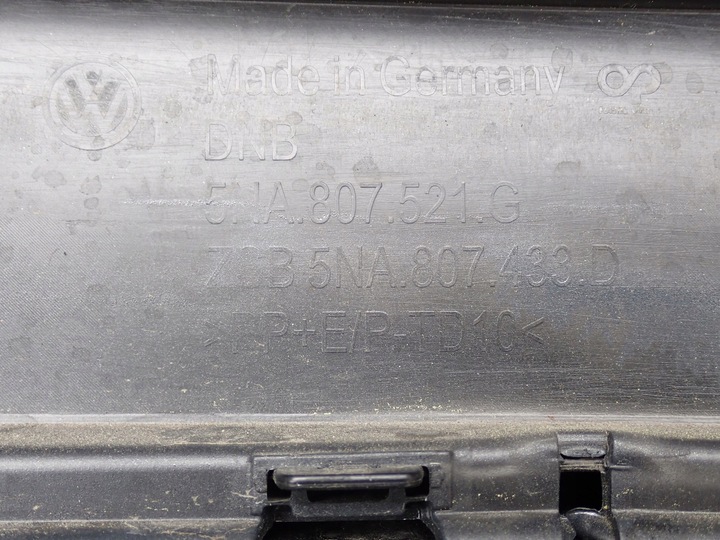 Made in Germany
DNB
5NA.807.521.G
ZSB 5NA.807.433.D
>PP+E/P-TD10<